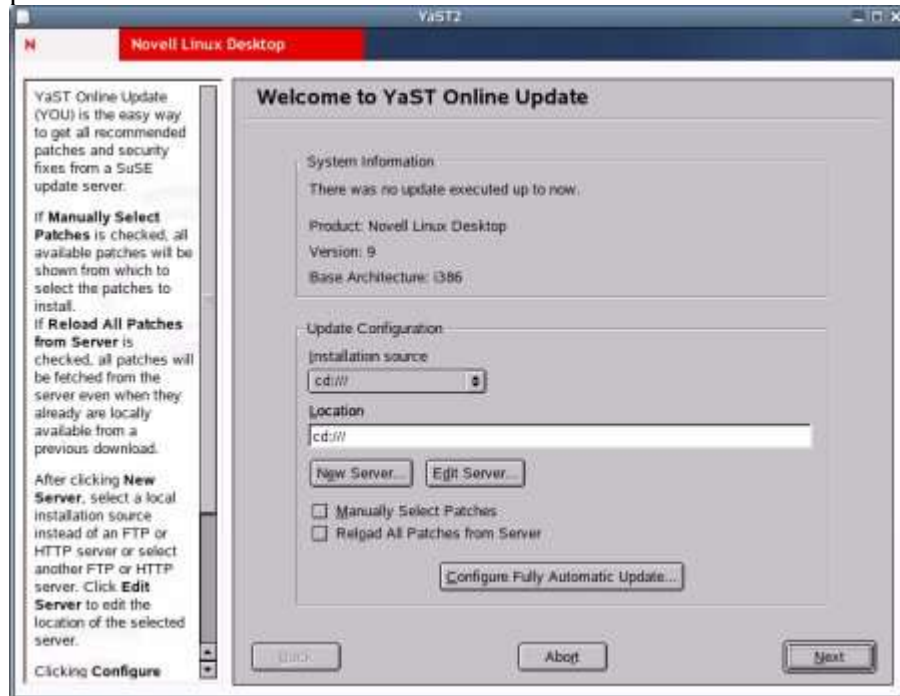 YaST2
N
Novell Linux Desktop
YaST Online Update
(YOU) is the easy way
to get all recommended
patches and security
fixes from a SuSE
update server.
If Manually Select
Patches is checked, all
available patches will be
shown from which to
select the patches to
install.
If Reload All Patches
from Server is
checked, all patches will
be fetched from the
server even when they
already are locally
available from a
previous download.
After clicking New
Server, select a local
installation source
instead of an FTP or
HTTP server or select
another FTP or HTTP
server. Click Edit
Server to edit the
location of the selected
server.
Clicking Configure
Welcome to YaST Online Update
System Information
There was no update executed up to now.
Product: Novell Linux Desktop
Version: 9
Base Architecture: i386
Update Configuration
Installation source
cd:///
Location
cd:///
New Server... Edit Server...
Manually Select Patches
Reload All Patches from Server
Configure Fully Automatic Update...
Back Abort Next